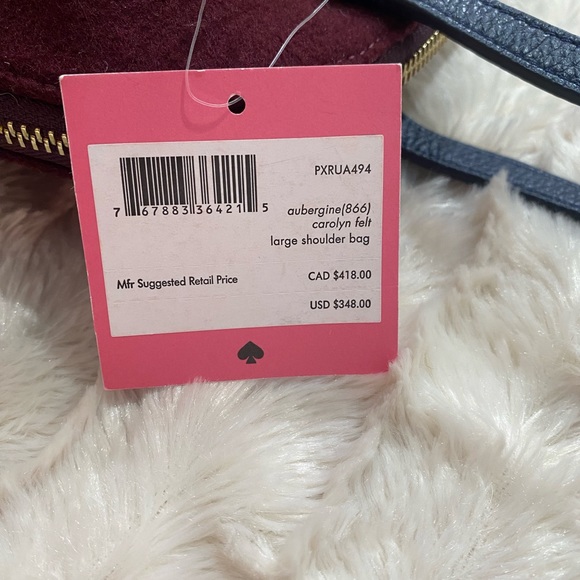 PXRUA494
7 67883 36421 5
aubergine(866)
carolyn felt
large shoulder bag
Mfr Suggested Retail Price
CAD $418.00
USD $348.00